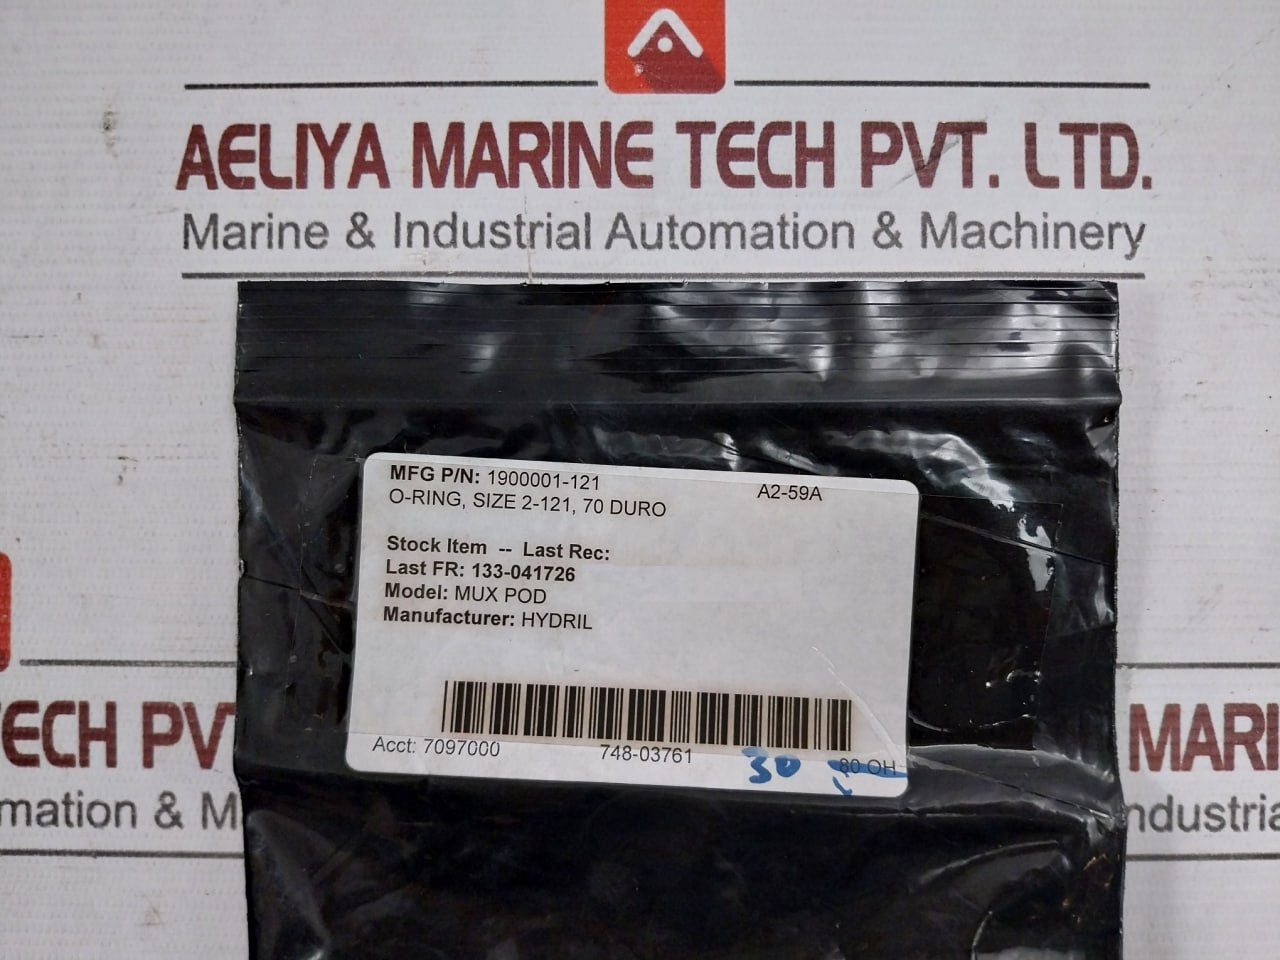 AELIYA MARINE TECH PVT. LTD.
Marine & Industrial Automation & Machinery
MFG P/N: 1900001-121
A2-59A
O-RING, SIZE 2-121, 70 DURO
Stock Item -- Last Rec:
Last FR: 133-041726
Model: MUX POD
Manufacturer: HYDRIL
Acct: 7097000
748-03761
30
80 OH
ECH PV
MARI
mation & M
ndustria